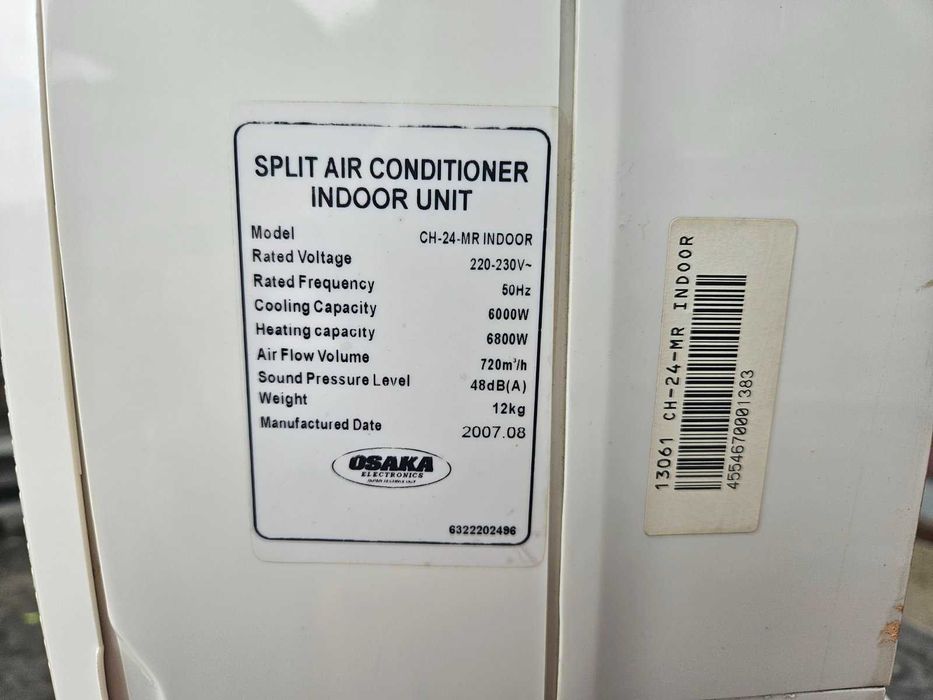 SPLIT AIR CONDITIONER
INDOOR UNIT
Model CH-24-MR INDOOR
Rated Voltage 220-230V~
Rated Frequency 50Hz
Cooling Capacity 6000W
Heating capacity 6800W
Air Flow Volume 720m³/h
Sound Pressure Level 48dB(A)
Weight 12kg
Manufactured Date 2007.08
OSAKA
ELECTRONICS
6322202496
13061 CH-24-MR INDOOR
4554670001383